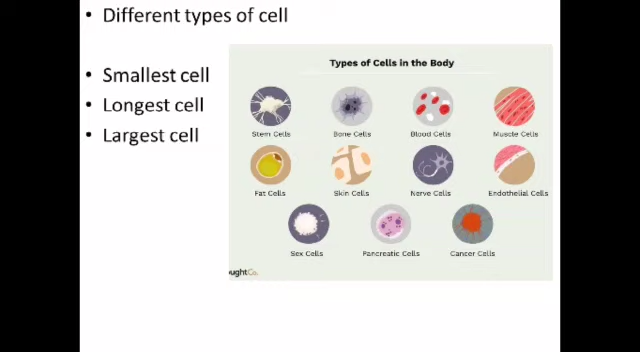 • Different types of cell
• Smallest cell
• Longest cell
• Largest cell
Types of Cells in the Body
Stem Cells
Bone Cells
Blood Cells
Muscle Cells
Fat Cells
Skin Cells
Nerve Cells
Endothelial Cells
Sex Cells
Pancreatic Cells
Cancer Cells
oughtCo.